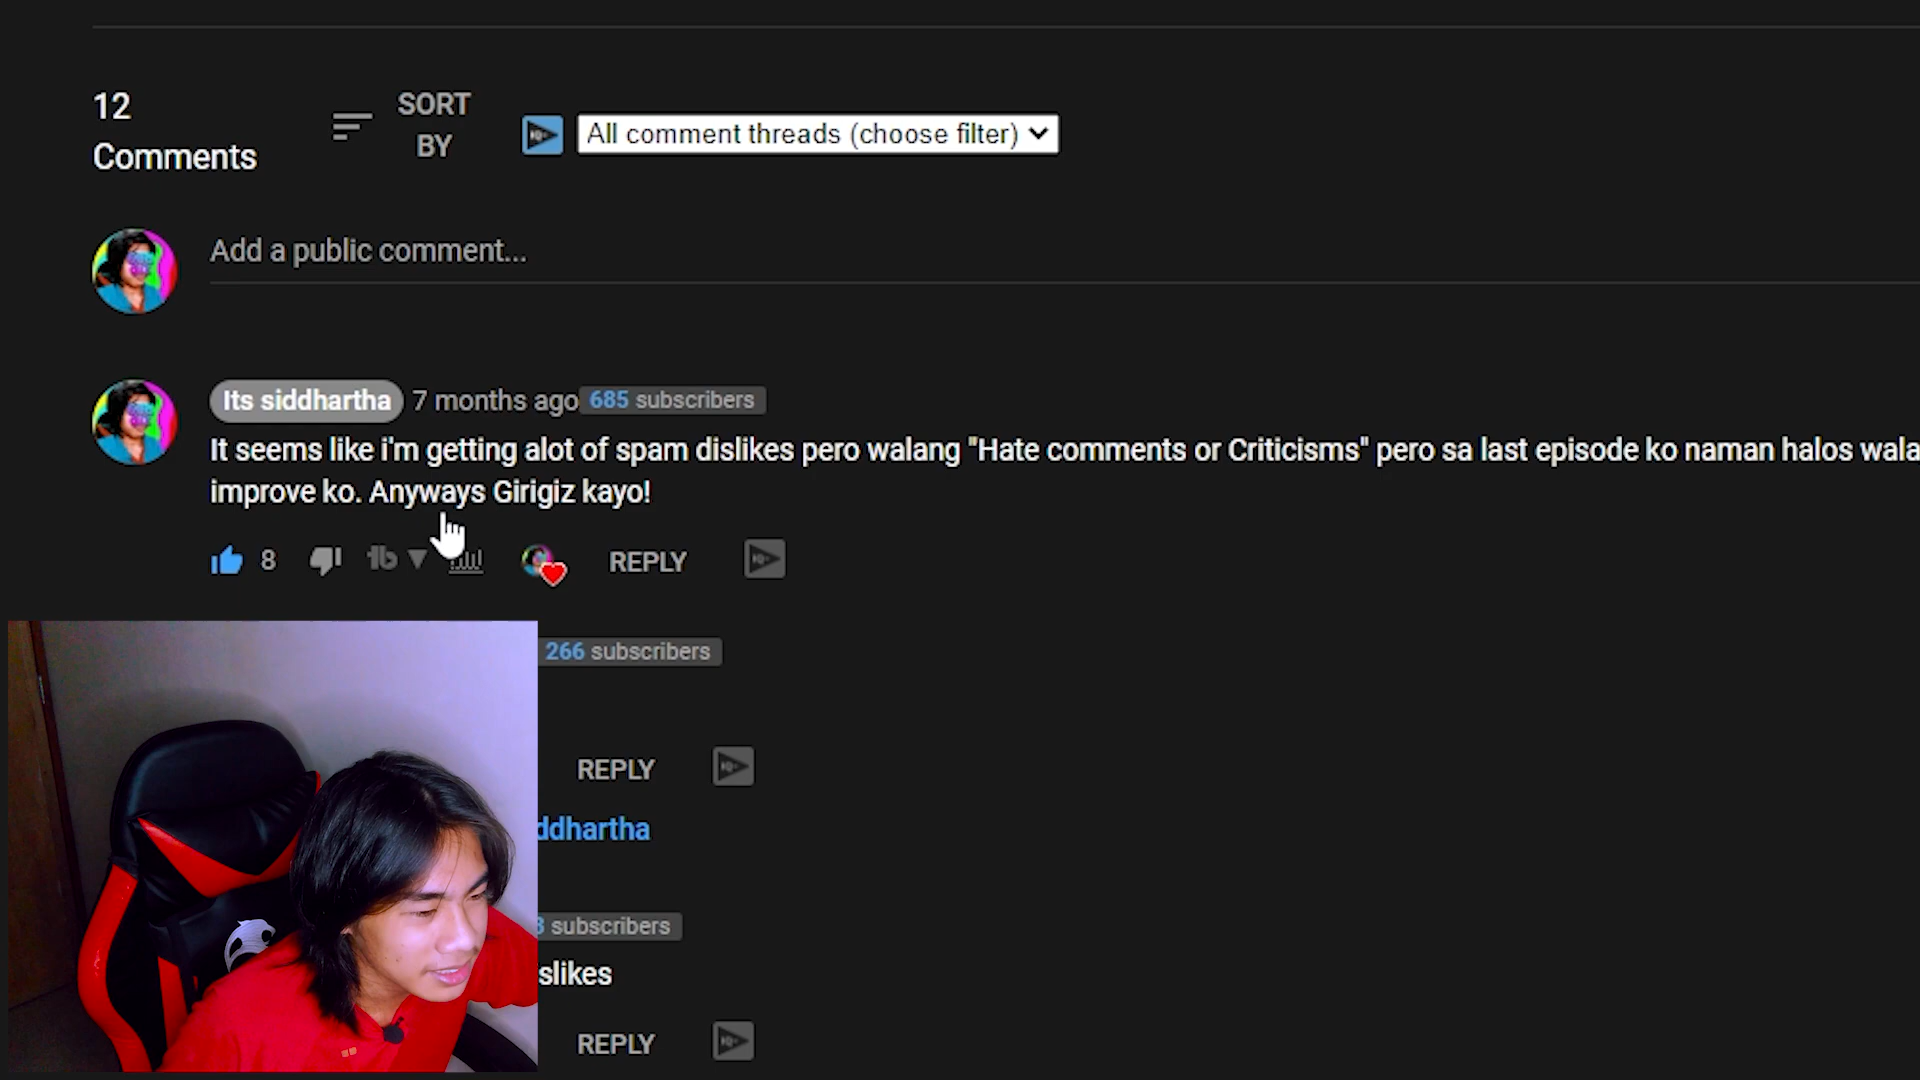 12
Comments
SORT
BY
All comment threads (choose filter)
Add a public comment...
Its siddhartha 7 months ago 685 subscribers
It seems like i'm getting alot of spam dislikes pero walang "Hate comments or Criticisms" pero sa last episode ko naman halos wala
improve ko. Anyways Girigiz kayo!
8
REPLY
266 subscribers
REPLY
ddhartha
subscribers
slikes
REPLY